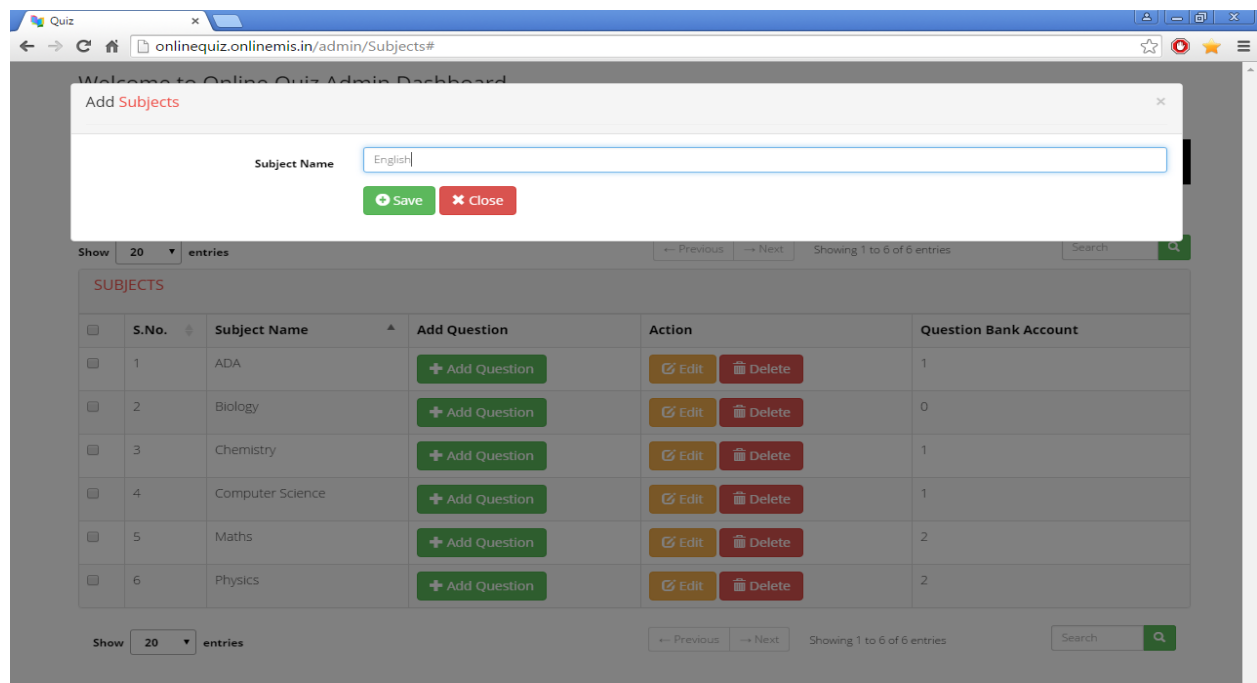 Quiz
onlinequiz.onlinemis.in/admin/Subjects#
Welcome to Online Quiz Admin Dashboard
Add Subjects ×
Subject Name English
Save Close
Show 20 entries ← Previous → Next Showing 1 to 6 of 6 entries Search
SUBJECTS
S.No. Subject Name Add Question Action Question Bank Account
1 ADA Add Question Edit Delete 1
2 Biology Add Question Edit Delete 0
3 Chemistry Add Question Edit Delete 1
4 Computer Science Add Question Edit Delete 1
5 Maths Add Question Edit Delete 2
6 Physics Add Question Edit Delete 2
Show 20 entries ← Previous → Next Showing 1 to 6 of 6 entries Search